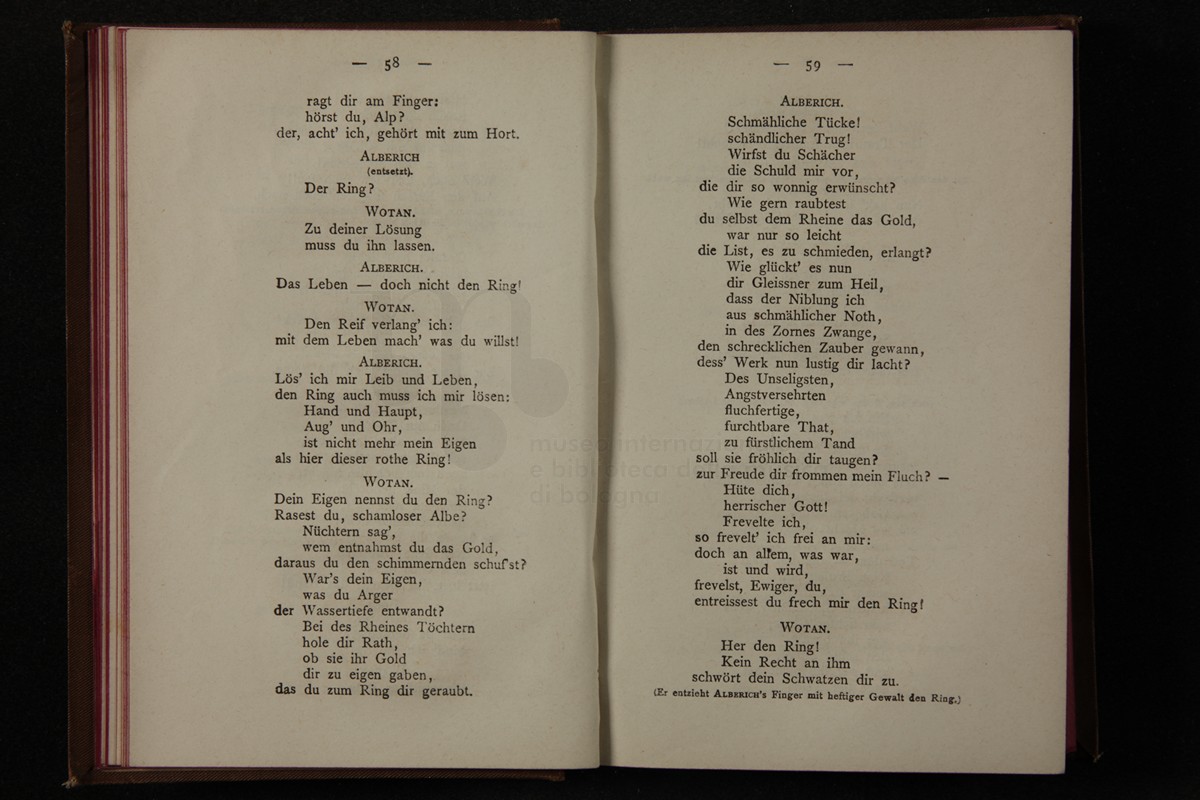 — 58 —
ragt dir am Finger:
hörst du, Alp?
der, acht' ich, gehört mit zum Hort.
ALBERICH
(entsetzt).
Der Ring?
WOTAN.
Zu deiner Lösung
muss du ihn lassen.
ALBERICH.
Das Leben — doch nicht den Ring!
WOTAN.
Den Reif verlang' ich:
mit dem Leben mach' was du willst!
ALBERICH.
Lös' ich mir Leib und Leben,
den Ring auch muss ich mir lösen:
Hand und Haupt,
Aug' und Ohr,
ist nicht mehr mein Eigen
als hier dieser rothe Ring!
WOTAN.
Dein Eigen nennst du den Ring?
Rasest du, schamloser Albe?
Nüchtern sag',
wem entnahmst du das Gold,
daraus du den schimmernden schufst?
War's dein Eigen,
was du Arger
der Wassertiefe entwandt?
Bei des Rheines Töchtern
hole dir Rath,
ob sie ihr Gold
dir zu eigen gaben,
das du zum Ring dir geraubt.
— 59 —
ALBERICH.
Schmähliche Tücke!
schändlicher Trug!
Wirfst du Schächer
die Schuld mir vor,
die dir so wonnig erwünscht?
Wie gern raubtest
du selbst dem Rheine das Gold,
war nur so leicht
die List, es zu schmieden, erlangt?
Wie glückt' es nun
dir Gleissner zum Heil,
dass der Niblung ich
aus schmählicher Noth,
in des Zornes Zwange,
den schrecklichen Zauber gewann,
dess' Werk nun lustig dir lacht?
Des Unseligsten,
Angstversehrten
fluchfertige,
furchtbare That,
zu fürstlichem Tand
soll sie fröhlich dir taugen?
zur Freude dir frommen mein Fluch? —
Hüte dich,
herrischer Gott!
Frevelte ich,
so frevelt' ich frei an mir:
doch an allem, was war,
ist und wird,
frevelst, Ewiger, du,
entreissest du frech mir den Ring!
WOTAN.
Her den Ring!
Kein Recht an ihm
schwört dein Schwatzen dir zu.
(Er entzieht ALBERICH's Finger mit heftiger Gewalt den Ring.)
museo internazi
e biblioteca d
di bologna